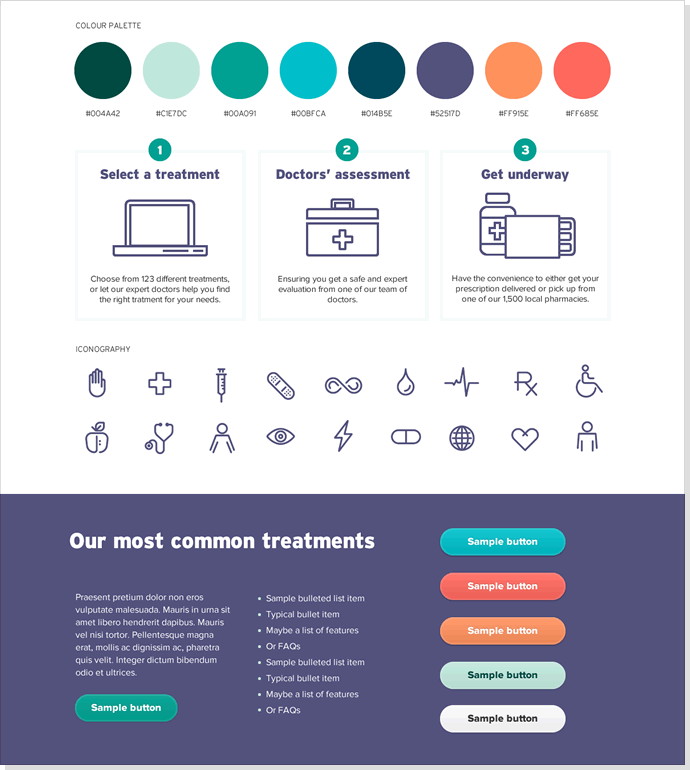 COLOUR PALETTE
#004A42 #C1E7DC #00A091 #00BFCA #014B5E #52517D #FF915E #FF685E
1
Select a treatment
Choose from 123 different treatments,
or let our expert doctors help you find
the right tratment for your needs.
2
Doctors' assessment
Ensuring you get a safe and expert
evaluation from one of our team of
doctors.
3
Get underway
Have the convenience to either get your
prescription delivered or pick up from
one of our 1,500 local pharmacies.
ICONOGRAPHY
Our most common treatments
Praesent pretium dolor non eros
vulputate malesuada. Mauris in urna sit
amet libero hendrerit dapibus. Mauris
vel nisi tortor. Pellentesque magna
erat, mollis ac dignissim ac, pharetra
quis velit. Integer dictum bibendum
odio et ultrices.
Sample button
• Sample bulleted list item
• Typical bullet item
• Maybe a list of features
• Or FAQs
• Sample bulleted list item
• Typical bullet item
• Maybe a list of features
• Or FAQs
Sample button
Sample button
Sample button
Sample button
Sample button